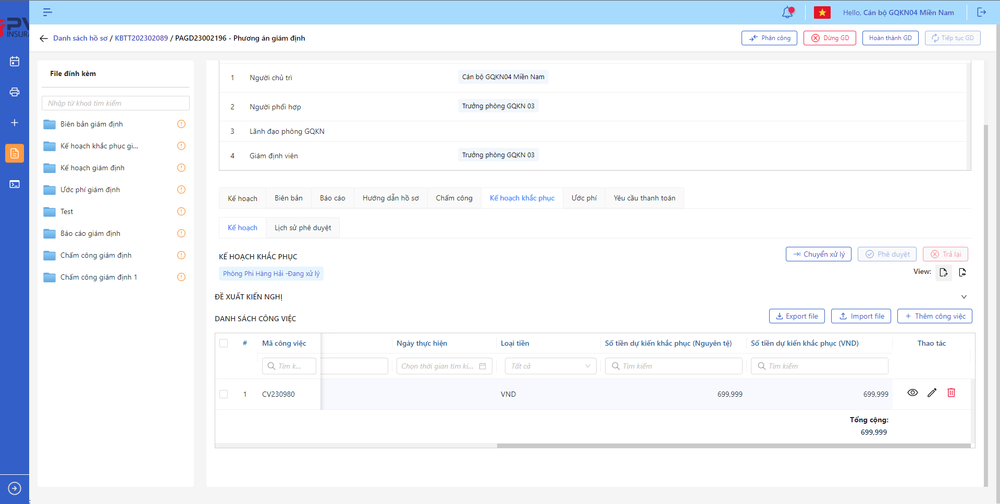 PV
INSURA
Hello, Cán bộ GQKN04 Miền Nam
Danh sách hồ sơ / KBTT202302089 / PAGD23002196 - Phương án giám định
Phân công
Dừng GD
Hoàn thành GD
Tiếp tục GD
File đính kèm
Nhập từ khoá tìm kiếm
Biên bản giám định
Kế hoạch khắc phục gi...
Kế hoạch giám định
Ước phí giám định
Test
Báo cáo giám định
Chấm công giám định
Chấm công giám định 1
1 Người chủ trì Cán bộ GQKN04 Miền Nam
2 Người phối hợp Trưởng phòng GQKN 03
3 Lãnh đạo phòng GQKN
4 Giám định viên Trưởng phòng GQKN 03
Kế hoạch Biên bản Báo cáo Hướng dẫn hồ sơ Chấm công Kế hoạch khắc phục Ước phí Yêu cầu thanh toán
Kế hoạch Lịch sử phê duyệt
KẾ HOẠCH KHẮC PHỤC
Chuyển xử lý
Phê duyệt
Trả lại
Phòng Phi Hàng Hải -Đang xử lý
View:
ĐỀ XUẤT KIẾN NGHỊ
DANH SÁCH CÔNG VIỆC
Export file
Import file
Thêm công việc
# Mã công việc Ngày thực hiện Loại tiền Số tiền dự kiến khắc phục (Nguyên tệ) Số tiền dự kiến khắc phục (VND) Thao tác
Tìm k... Chọn thời gian tìm ki... Tất cả Tìm kiếm Tìm kiếm
1 CV230980 VND 699,999 699,999
Tổng cộng:
699,999